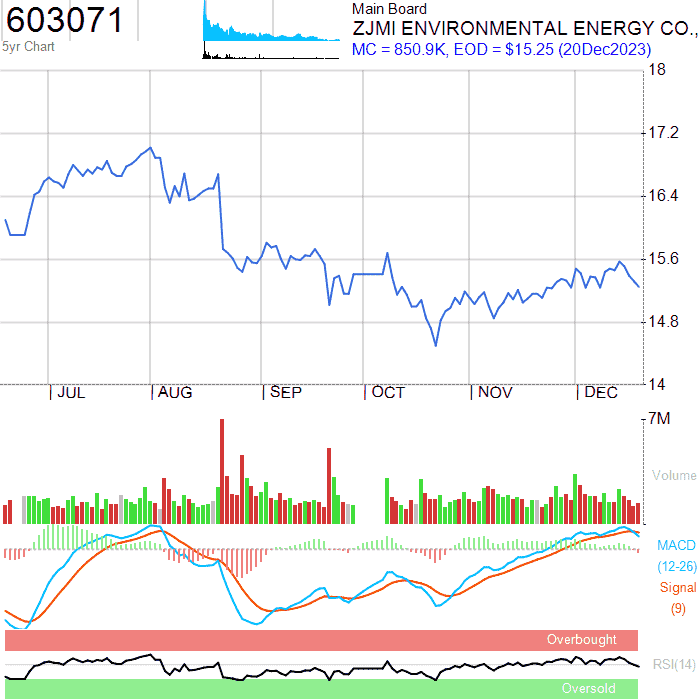 603071
5yr Chart
Main Board
ZJMI ENVIRONMENTAL ENERGY CO.,
MC = 850.9K, EOD = $15.25 (20Dec2023)
18
17.2
16.4
15.6
14.8
14
JUL AUG SEP OCT NOV DEC
7M
Volume
MACD
(12-26)
Signal
(9)
Overbought
RSI(14)
Oversold